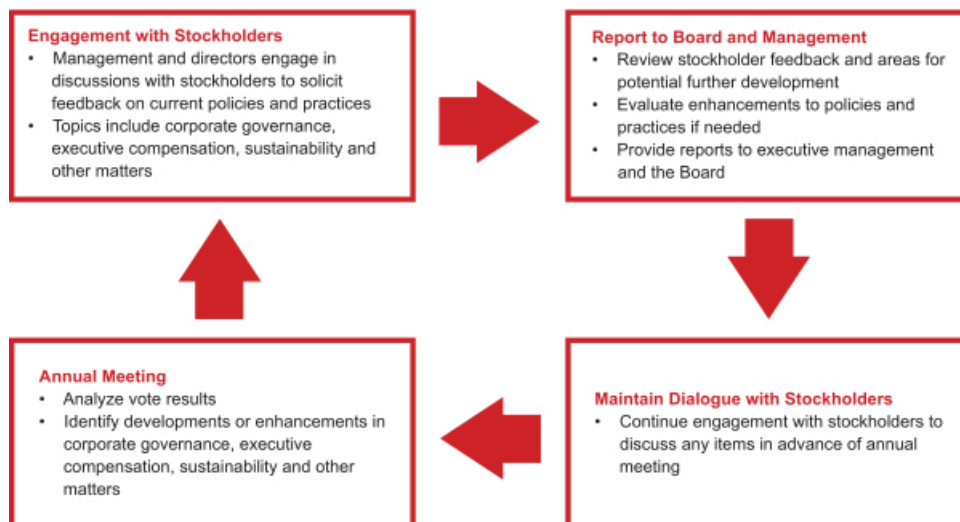 Engagement with Stockholders
• Management and directors engage in
discussions with stockholders to solicit
feedback on current policies and practices
• Topics include corporate governance,
executive compensation, sustainability and
other matters
Report to Board and Management
• Review stockholder feedback and areas for
potential further development
• Evaluate enhancements to policies and
practices if needed
• Provide reports to executive management
and the Board
Annual Meeting
• Analyze vote results
• Identify developments or enhancements in
corporate governance, executive
compensation, sustainability and other
matters
Maintain Dialogue with Stockholders
• Continue engagement with stockholders to
discuss any items in advance of annual
meeting